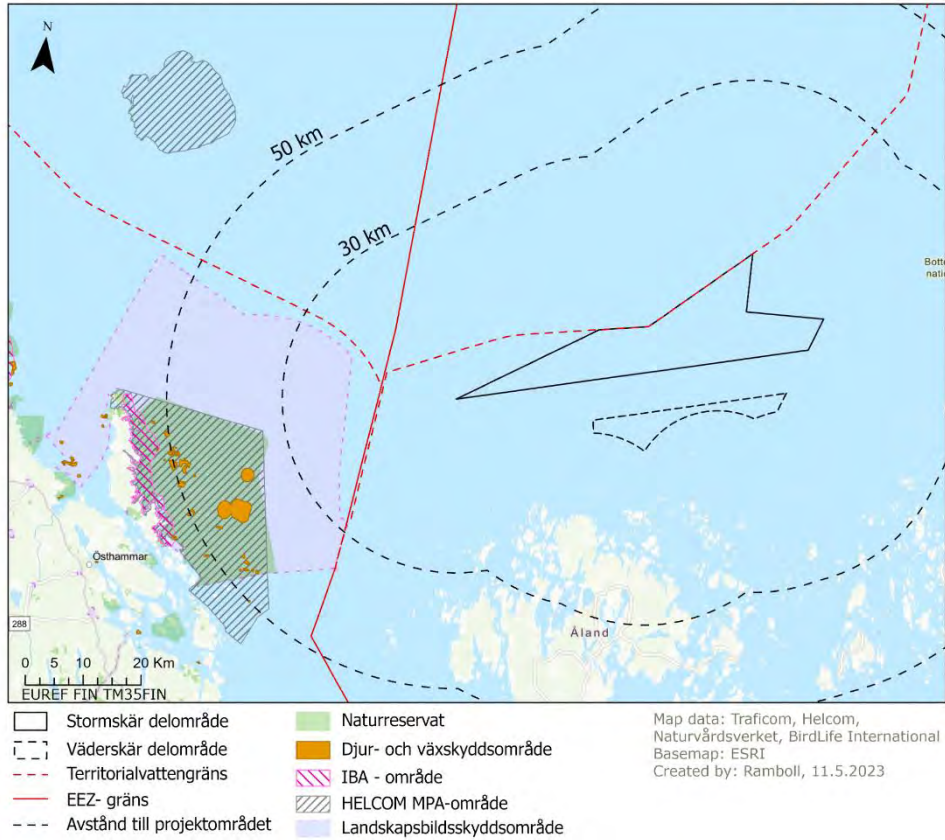 N
50 km
30 km
Botte
natio
Östhammar
288
Åland
0 5 10 20 Km
EUREF FIN TM35FIN
Stormskär delområde
Väderskär delområde
Territorialvattengräns
EEZ- gräns
Avstånd till projektområdet
Naturreservat
Djur- och växskyddsområde
IBA - område
HELCOM MPA-område
Landskapsbildsskyddsområde
Map data: Traficom, Helcom,
Naturvårdsverket, BirdLife International
Basemap: ESRI
Created by: Ramboll, 11.5.2023